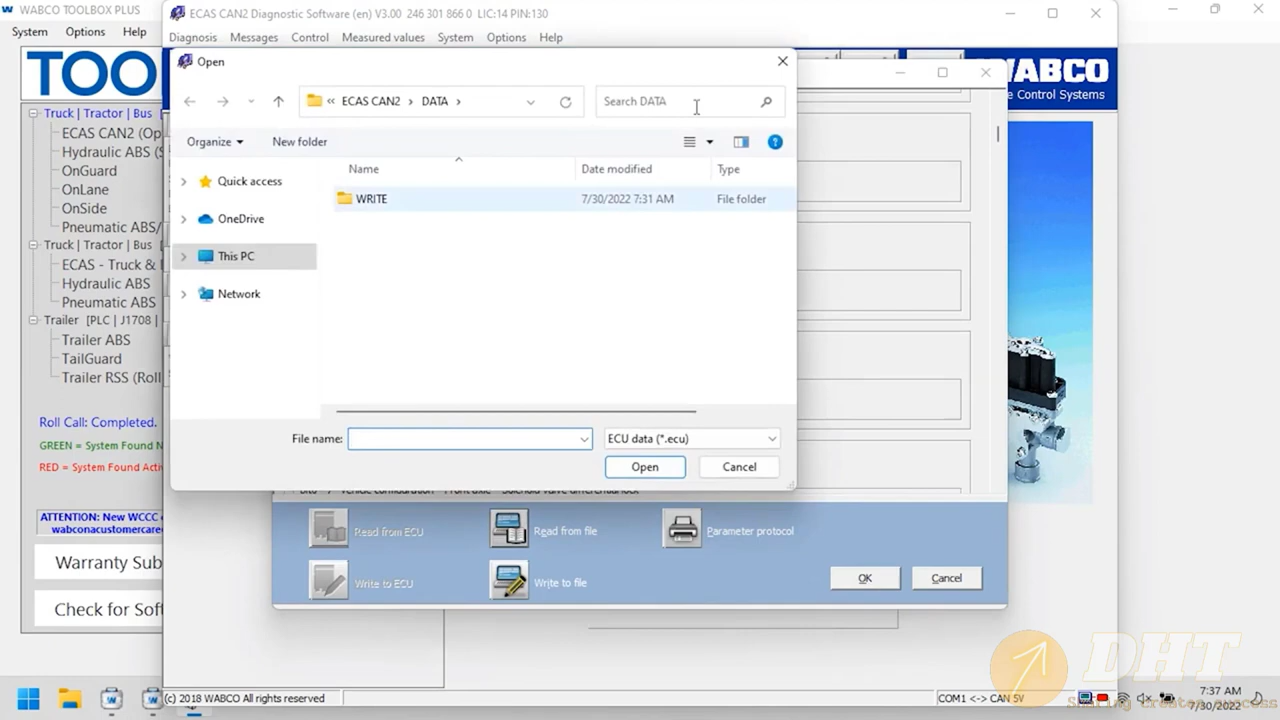 WABCO TOOLBOX PLUS
System Options Help
TOO
Truck | Tractor | Bus
ECAS CAN2 (Op
Hydraulic ABS (S
OnGuard
OnLane
OnSide
Pneumatic ABS/
Truck | Tractor | Bus [
ECAS - Truck &
Hydraulic ABS
Pneumatic ABS
Trailer [PLC | J1708 |
Trailer ABS
TailGuard
Trailer RSS (Roll
Roll Call: Completed.
GREEN = System Found N
RED = System Found Activ
ATTENTION: New WCCC
wabconacustomercare
Warranty Sub
Check for Soft
ECAS CAN2 Diagnostic Software (en) V3.00 246 301 866 0 LIC:14 PIN:130
Diagnosis Messages Control Measured values System Options Help
WABCO
e Control Systems
Open
« ECAS CAN2 › DATA ›
Search DATA
Organize New folder
Name Date modified Type
WRITE 7/30/2022 7:31 AM File folder
Quick access
OneDrive
This PC
Network
File name: ECU data (*.ecu)
Open Cancel
Read from ECU Read from file Parameter protocol
Write to ECU Write to file OK Cancel
(c) 2018 WABCO All rights reserved
COM1 <-> CAN 5V
7:37 AM
7/30/2022
DHT
Sharing creates success